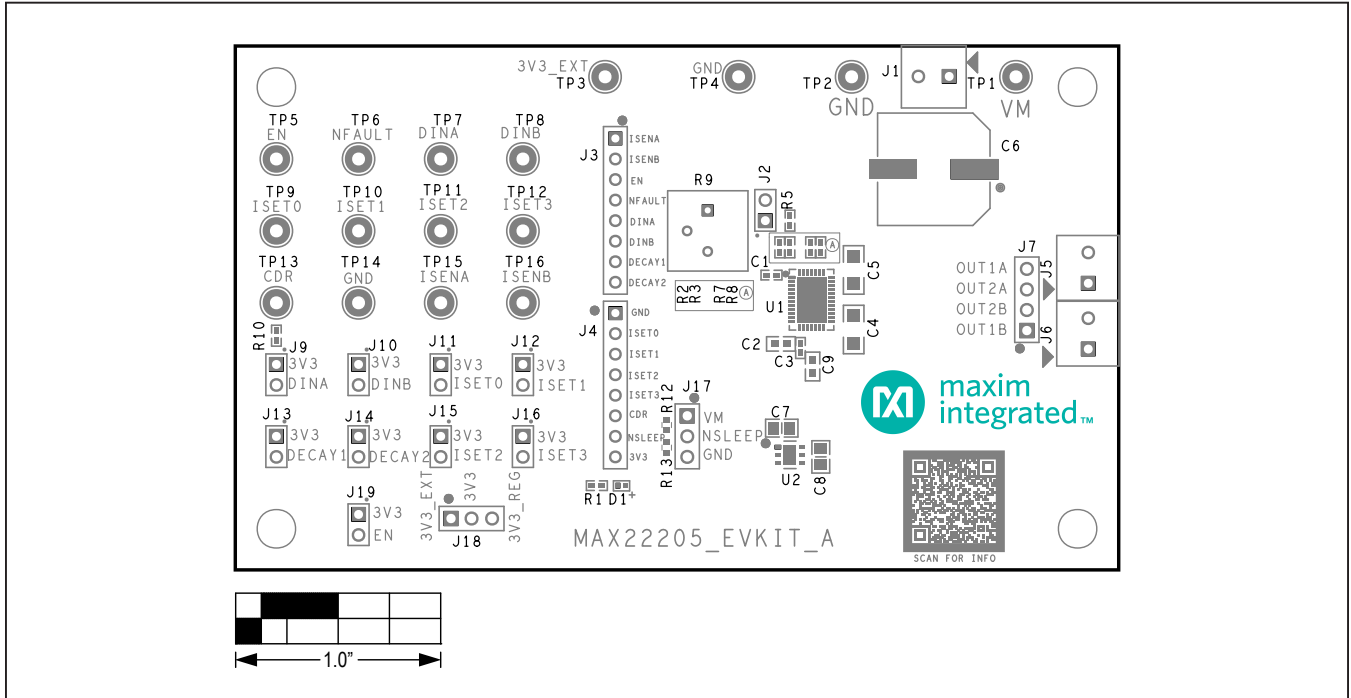 3V3_EXT
TP3
GND
TP4
TP2
GND
J1
TP1
VM
TP5
EN
TP6
NFAULT
TP7
DINA
TP8
DINB
J3
ISENA
ISENB
EN
NFAULT
DINA
DINB
DECAY1
DECAY2
R9
J2
R5
C6
TP9
ISET0
TP10
ISET1
TP11
ISET2
TP12
ISET3
TP13
CDR
TP14
GND
TP15
ISENA
TP16
ISENB
A
C1
C5
R2
R3
R7
R8
A
U1
C4
C2
C3
C9
J7
OUT1A
OUT2A
OUT2B
OUT1B
J5
J6
J4
GND
ISET0
ISET1
ISET2
ISET3
CDR
NSLEEP
3V3
R10
J9
3V3
DINA
J10
3V3
DINB
J11
3V3
ISET0
J12
3V3
ISET1
J13
3V3
DECAY1
J14
3V3
DECAY2
J15
3V3
ISET2
J16
3V3
ISET3
R12
R13
J17
VM
NSLEEP
GND
C7
U2
C8
maxim
integrated™
J19
3V3
EN
3V3_EXT
3V3
3V3_REG
J18
R1
D1
+
MAX22205_EVKIT_A
SCAN FOR INFO
1.0”